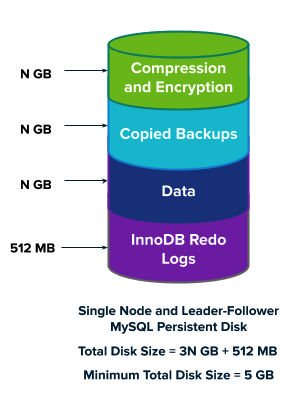 N GB
Compression
and Encryption
N GB
Copied Backups
N GB
Data
512 MB
InnoDB Redo
Logs
Single Node and Leader-Follower
MySQL Persistent Disk
Total Disk Size = 3N GB + 512 MB
Minimum Total Disk Size = 5 GB